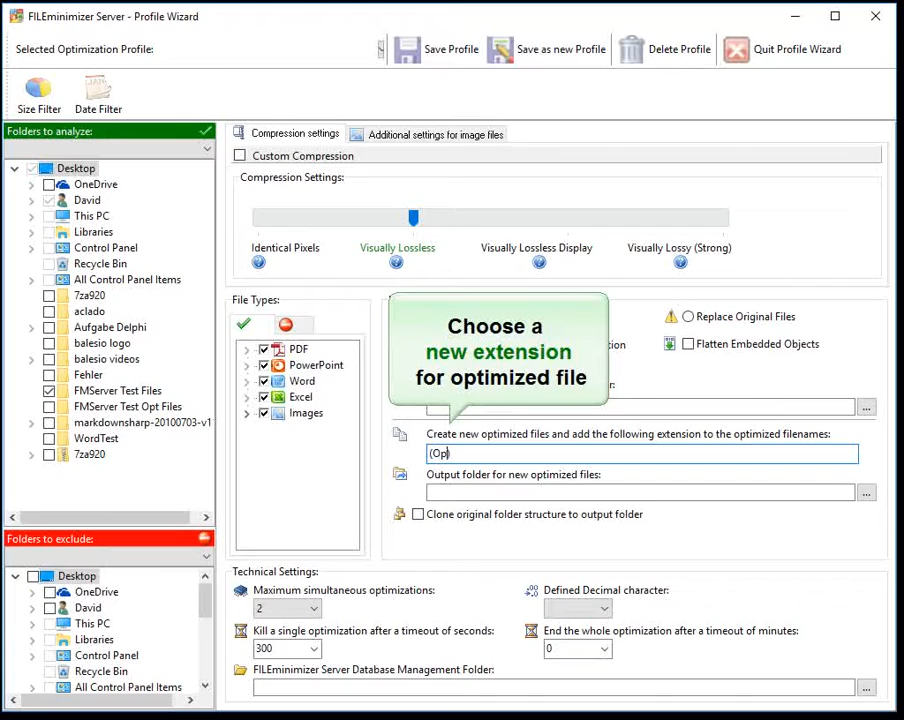 FILEminimizer Server - Profile Wizard
Selected Optimization Profile:
Save Profile
Save as new Profile
Delete Profile
Quit Profile Wizard
JAN
Size Filter
Date Filter
Folders to analyze:
Desktop
OneDrive
David
This PC
Libraries
Control Panel
Recycle Bin
All Control Panel Items
7za920
aclado
Aufgabe Delphi
balesio logo
balesio videos
Fehler
FMServer Test Files
FMServer Test Opt Files
markdownsharp-20100703-v1
WordTest
7za920
Folders to exclude:
Desktop
OneDrive
David
This PC
Libraries
Control Panel
Recycle Bin
All Control Panel Items
Compression settings
Additional settings for image files
Custom Compression
Compression Settings:
Identical Pixels
Visually Lossless
Visually Lossless Display
Visually Lossy (Strong)
File Types:
PDF
PowerPoint
Word
Excel
Images
Choose a
new extension
for optimized file
Replace Original Files
Flatten Embedded Objects
Create new optimized files and add the following extension to the optimized filenames:
(Op)
Output folder for new optimized files:
Clone original folder structure to output folder
Technical Settings:
Maximum simultaneous optimizations:
2
Defined Decimal character:
Kill a single optimization after a timeout of seconds:
300
End the whole optimization after a timeout of minutes:
0
FILEminimizer Server Database Management Folder: